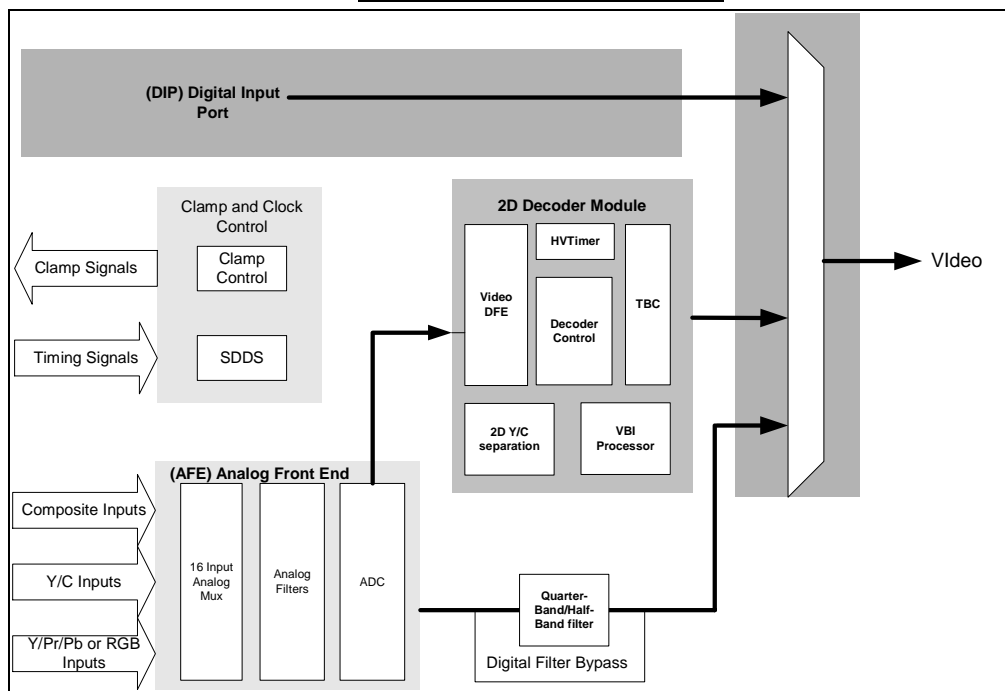 (DIP) Digital Input
Port
Clamp and Clock
Control
Clamp Signals
Clamp
Control
Timing Signals
SDDS
2D Decoder Module
HVTimer
Video
DFE
Decoder
Control
TBC
2D Y/C
separation
VBI
Processor
VIdeo
(AFE) Analog Front End
Composite Inputs
Y/C Inputs
Y/Pr/Pb or RGB
Inputs
16 Input
Analog
Mux
Analog
Filters
ADC
Quarter-
Band/Half-
Band filter
Digital Filter Bypass